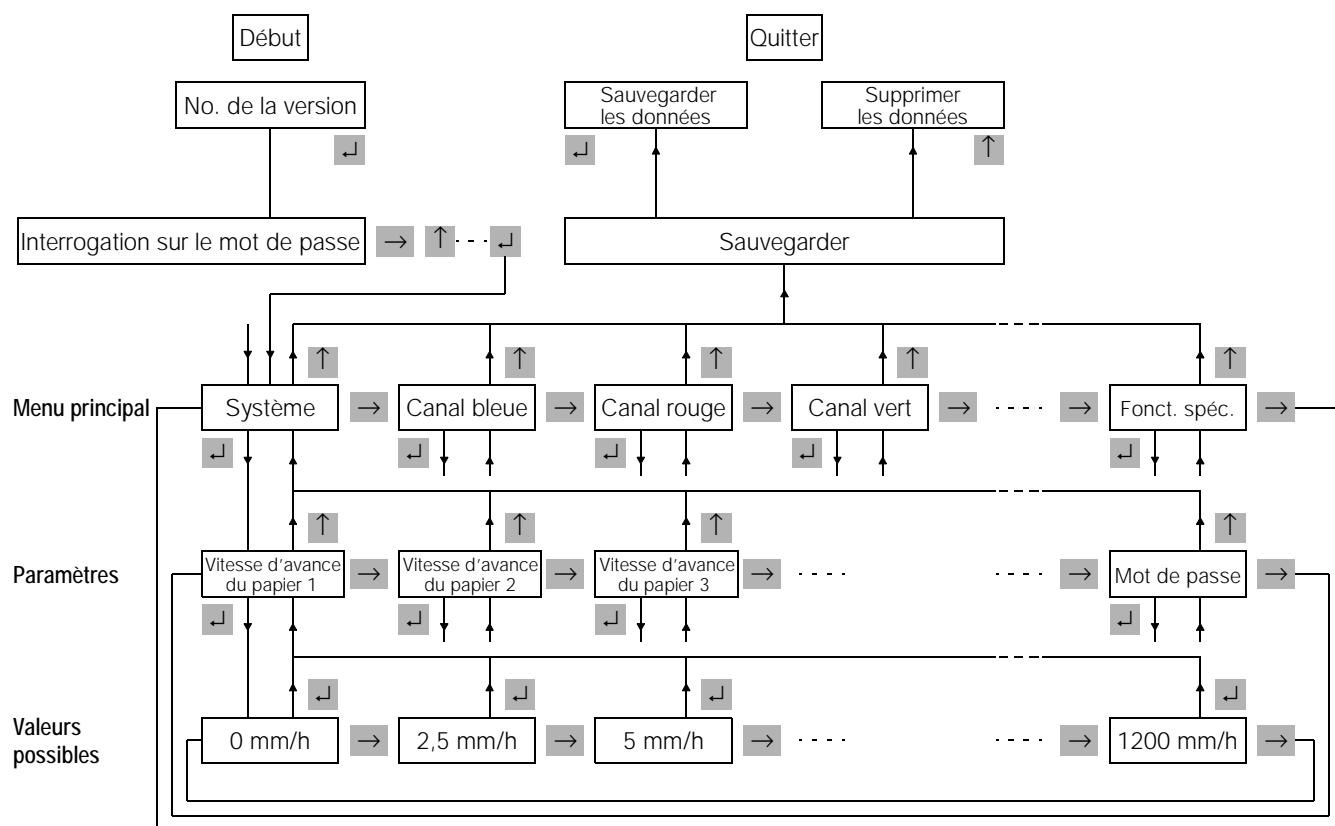 Début
Quitter
No. de la version
Sauvegarder
les données
Supprimer
les données
↵
↵
↑
Interrogation sur le mot de passe → ↑ - - - - ↵
Sauvegarder
↑ ↑ ↑ ↑ ↑
Menu principal
Système → Canal bleue → Canal rouge → Canal vert → - - - - → Fonct. spéc. →
↵ ↵ ↵ ↵ ↵
↑ ↑ ↑ ↑
Paramètres
Vitesse d'avance
du papier 1
→
Vitesse d'avance
du papier 2
→
Vitesse d'avance
du papier 3
→ - - - - → Mot de passe →
↵ ↵ ↵ ↵
↵ ↵ ↵ ↵
Valeurs
possibles
0 mm/h → 2,5 mm/h → 5 mm/h → - - - - → 1200 mm/h →